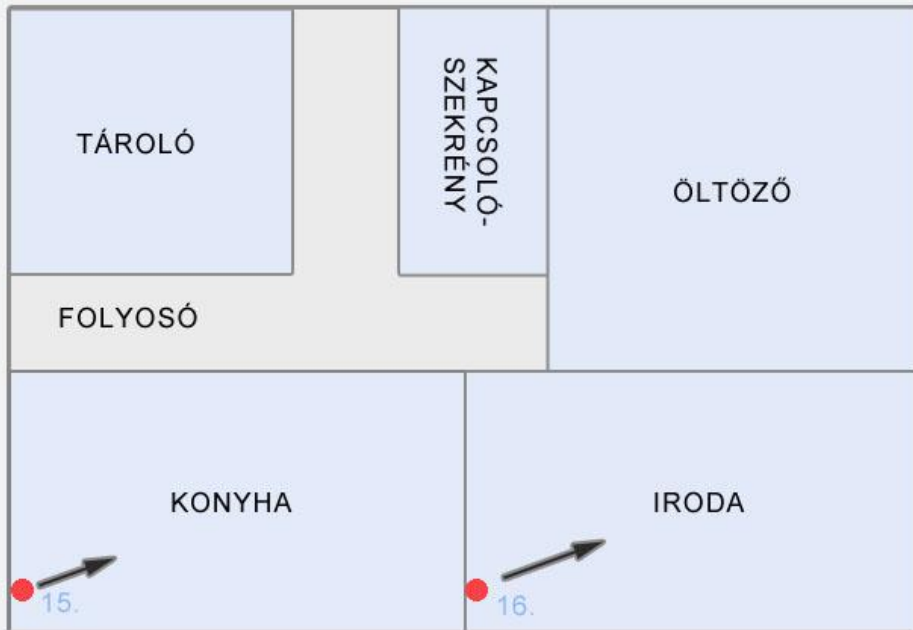 TÁROLÓ
KAPCSOLÓ-
SZEKRÉNY
ÖLTÖZŐ
FOLYOSÓ
KONYHA
IRODA
15.
16.